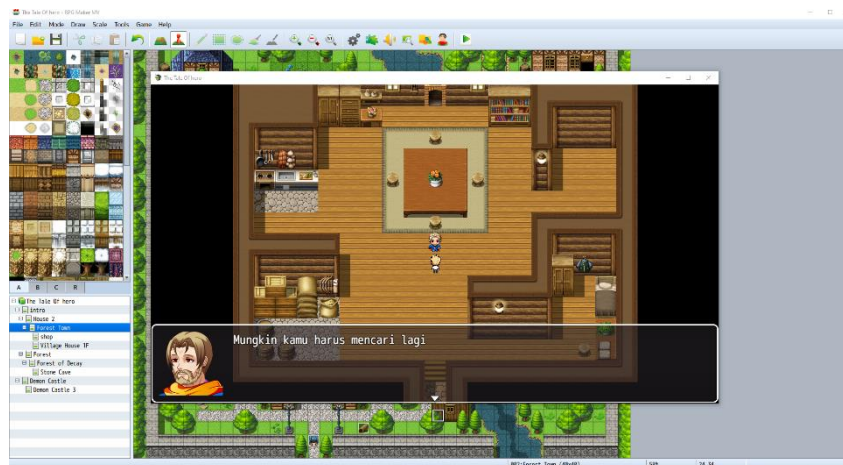 The Tale Of hero - RPG Maker MV
File Edit Mode Draw Scale Tools Game Help
The Tale Of hero
Mungkin kamu harus mencari lagi
A B C R
The Tale Of hero
intro
House 2
Forest Town
shop
Village House 1F
Forest
Forest of Decay
Stone Cave
Demon Castle
Demon Castle 3